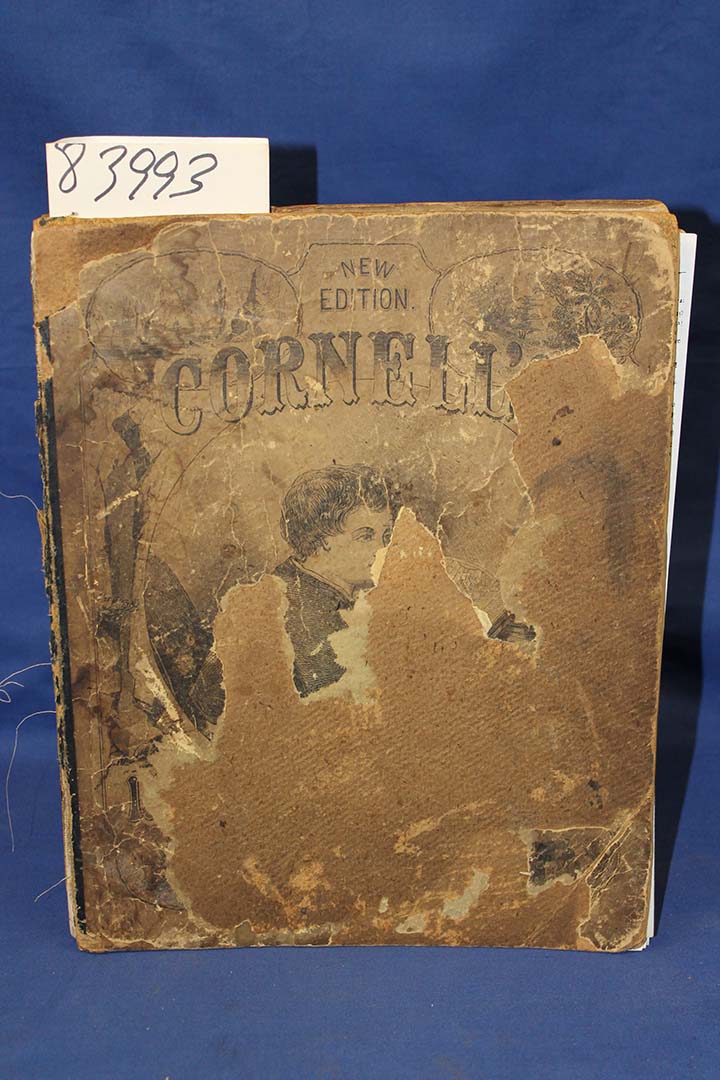 83993
NEW
EDITION.
CORNELL'